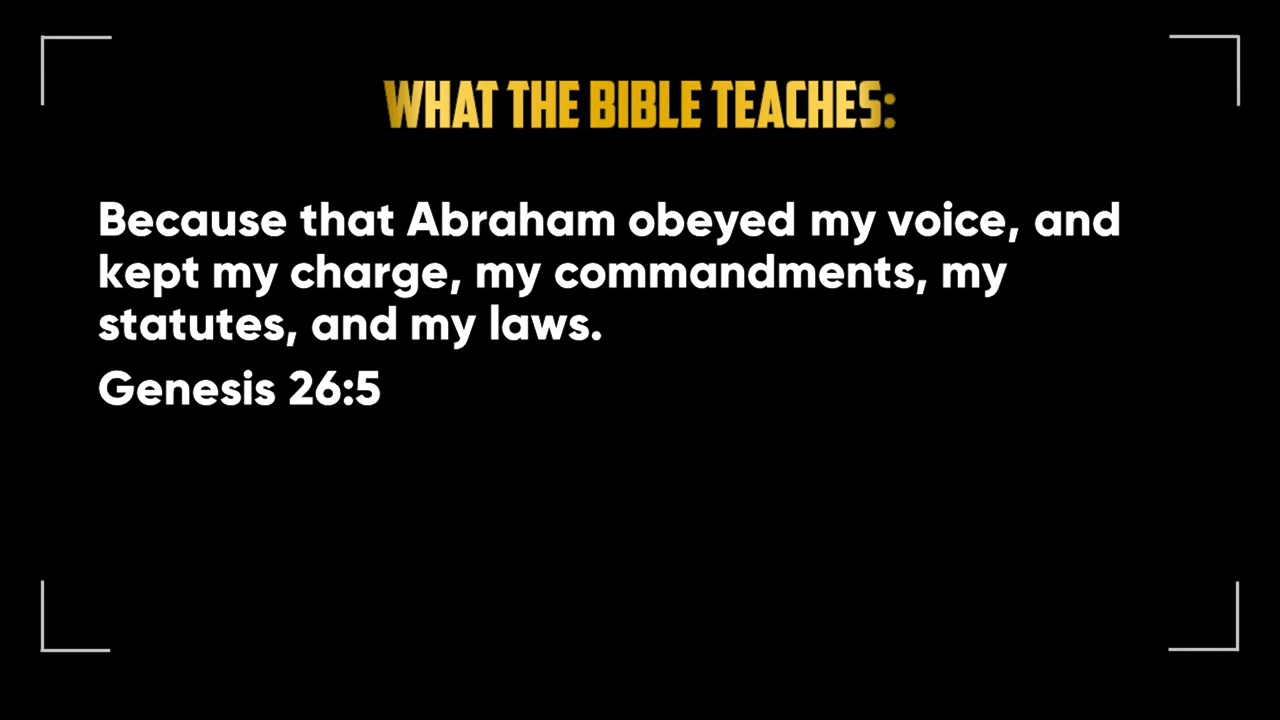 WHAT THE BIBLE TEACHES:
Because that Abraham obeyed my voice, and
kept my charge, my commandments, my
statutes, and my laws.
Genesis 26:5